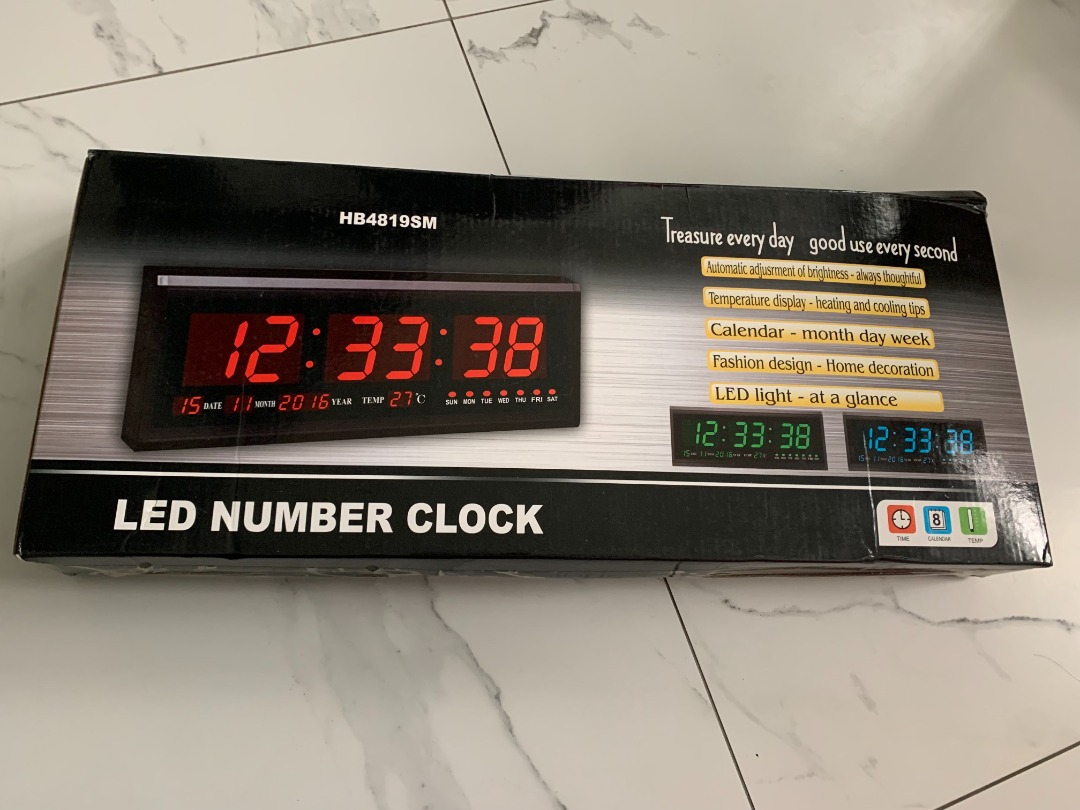 HB4819SM
12:33:38
15 DATE 11 MONTH 2016 YEAR TEMP 27°C
SUN MON TUE WED THU FRI SAT
Treasure every day good use every second
Automatic adjusrment of brightness - always thoughtful
Temperature display - heating and cooling tips
Calendar - month day week
Fashion design - Home decoration
LED light - at a glance
12:33:38
12:33:38
LED NUMBER CLOCK
8
TIME CALENDAR TEMP